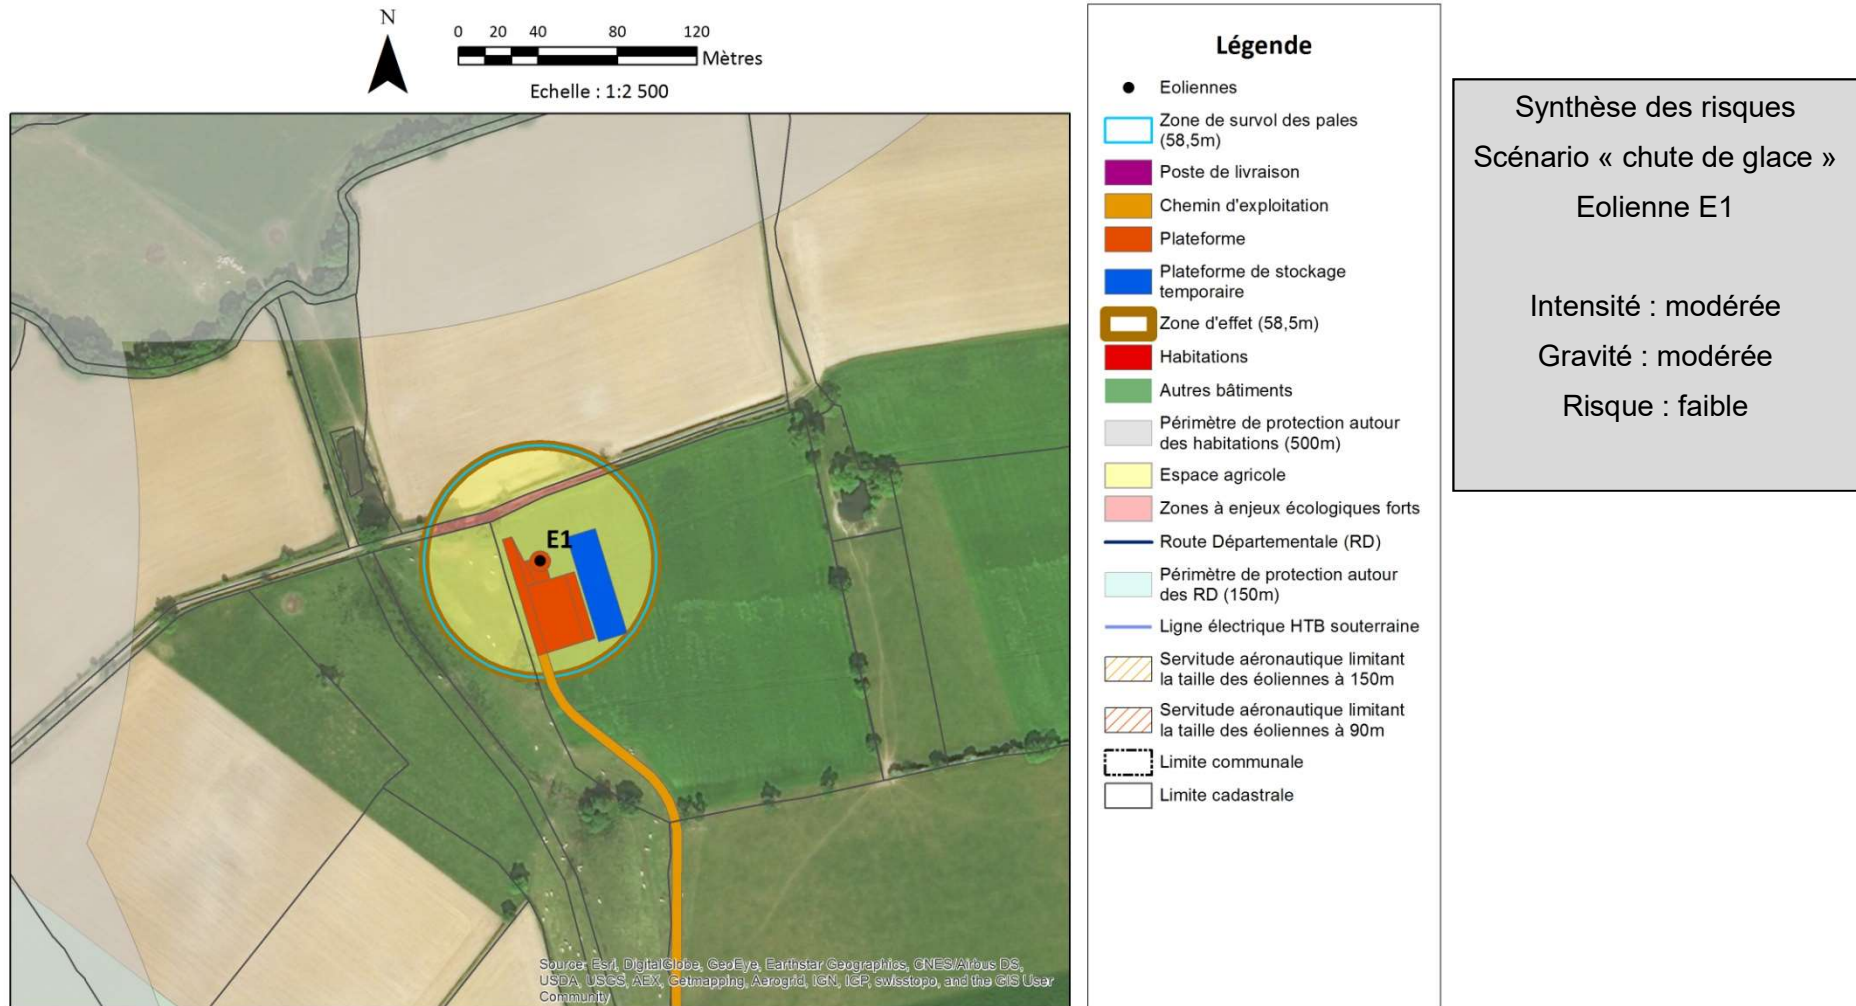 N
0 20 40 80 120
Mètres
Echelle : 1:2 500
E1
Source: Esri, DigitalGlobe, GeoEye, Earthstar Geographics, CNES/Airbus DS,
USDA, USGS, AEX, Getmapping, Aerogrid, IGN, IGP, swisstopo, and the GIS User
Community
Légende
Eoliennes
Zone de survol des pales
(58,5m)
Poste de livraison
Chemin d'exploitation
Plateforme
Plateforme de stockage
temporaire
Zone d'effet (58,5m)
Habitations
Autres bâtiments
Périmètre de protection autour
des habitations (500m)
Espace agricole
Zones à enjeux écologiques forts
Route Départementale (RD)
Périmètre de protection autour
des RD (150m)
Ligne électrique HTB souterraine
Servitude aéronautique limitant
la taille des éoliennes à 150m
Servitude aéronautique limitant
la taille des éoliennes à 90m
Limite communale
Limite cadastrale
Synthèse des risques
Scénario « chute de glace »
Eolienne E1
Intensité : modérée
Gravité : modérée
Risque : faible